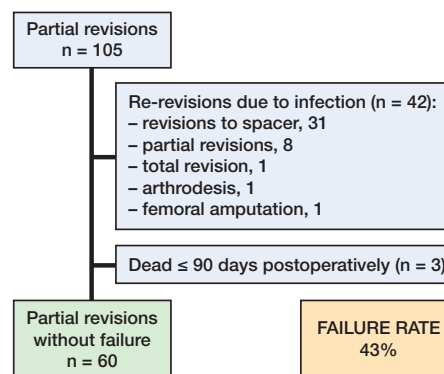 Partial revisions
n = 105
Re-revisions due to infection (n = 42):
– revisions to spacer, 31
– partial revisions, 8
– total revision, 1
– arthrodesis, 1
– femoral amputation, 1
Dead ≤ 90 days postoperatively (n = 3)
Partial revisions
without failure
n = 60
FAILURE RATE
43%